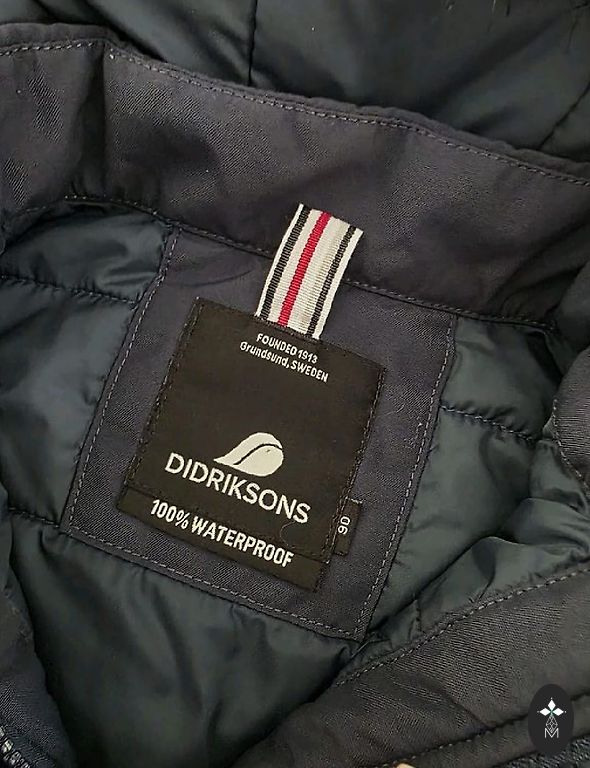 FOUNDED 1913
Grundsund, SWEDEN
DIDRIKSONS
100% WATERPROOF
90